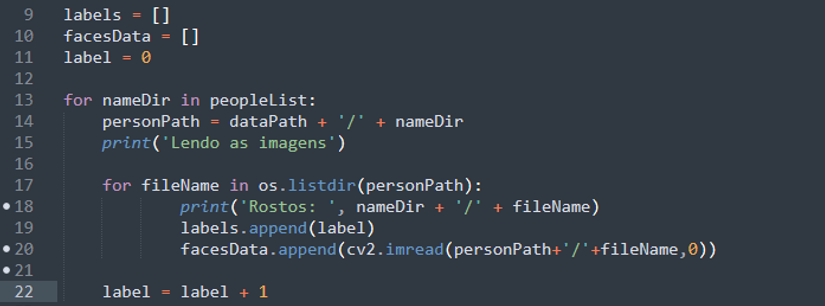 9 labels = []
10 facesData = []
11 label = 0
12
13 for nameDir in peopleList:
14     personPath = dataPath + '/' + nameDir
15     print('Lendo as imagens')
16
17     for fileName in os.listdir(personPath):
18             print('Rostos: ', nameDir + '/' + fileName)
19             labels.append(label)
20             facesData.append(cv2.imread(personPath+'/'+fileName,0))
21
22     label = label + 1